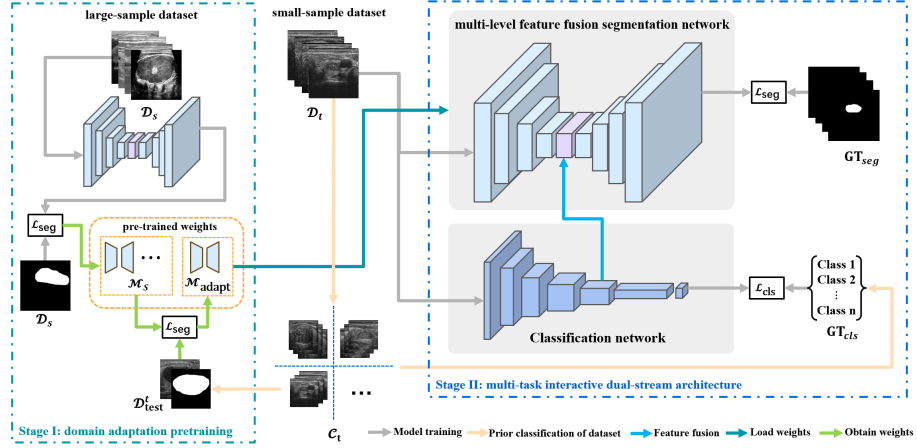 large-sample dataset
small-sample dataset
multi-level feature fusion segmentation network
𝒟ₛ
𝒟ₜ
ℒseg
GTseg
ℒseg
pre-trained weights
ℳₛ
ℳadapt
𝒟ₛ
ℒseg
ℒcls
Class 1
Class 2
⋮
Class n
GTcls
Classification network
𝒟ᵗtest
...
𝒞t
Stage I: domain adaptation pretraining
Stage II: multi-task interactive dual-stream architecture
Model training
Prior classification of dataset
Feature fusion
Load weights
Obtain weights